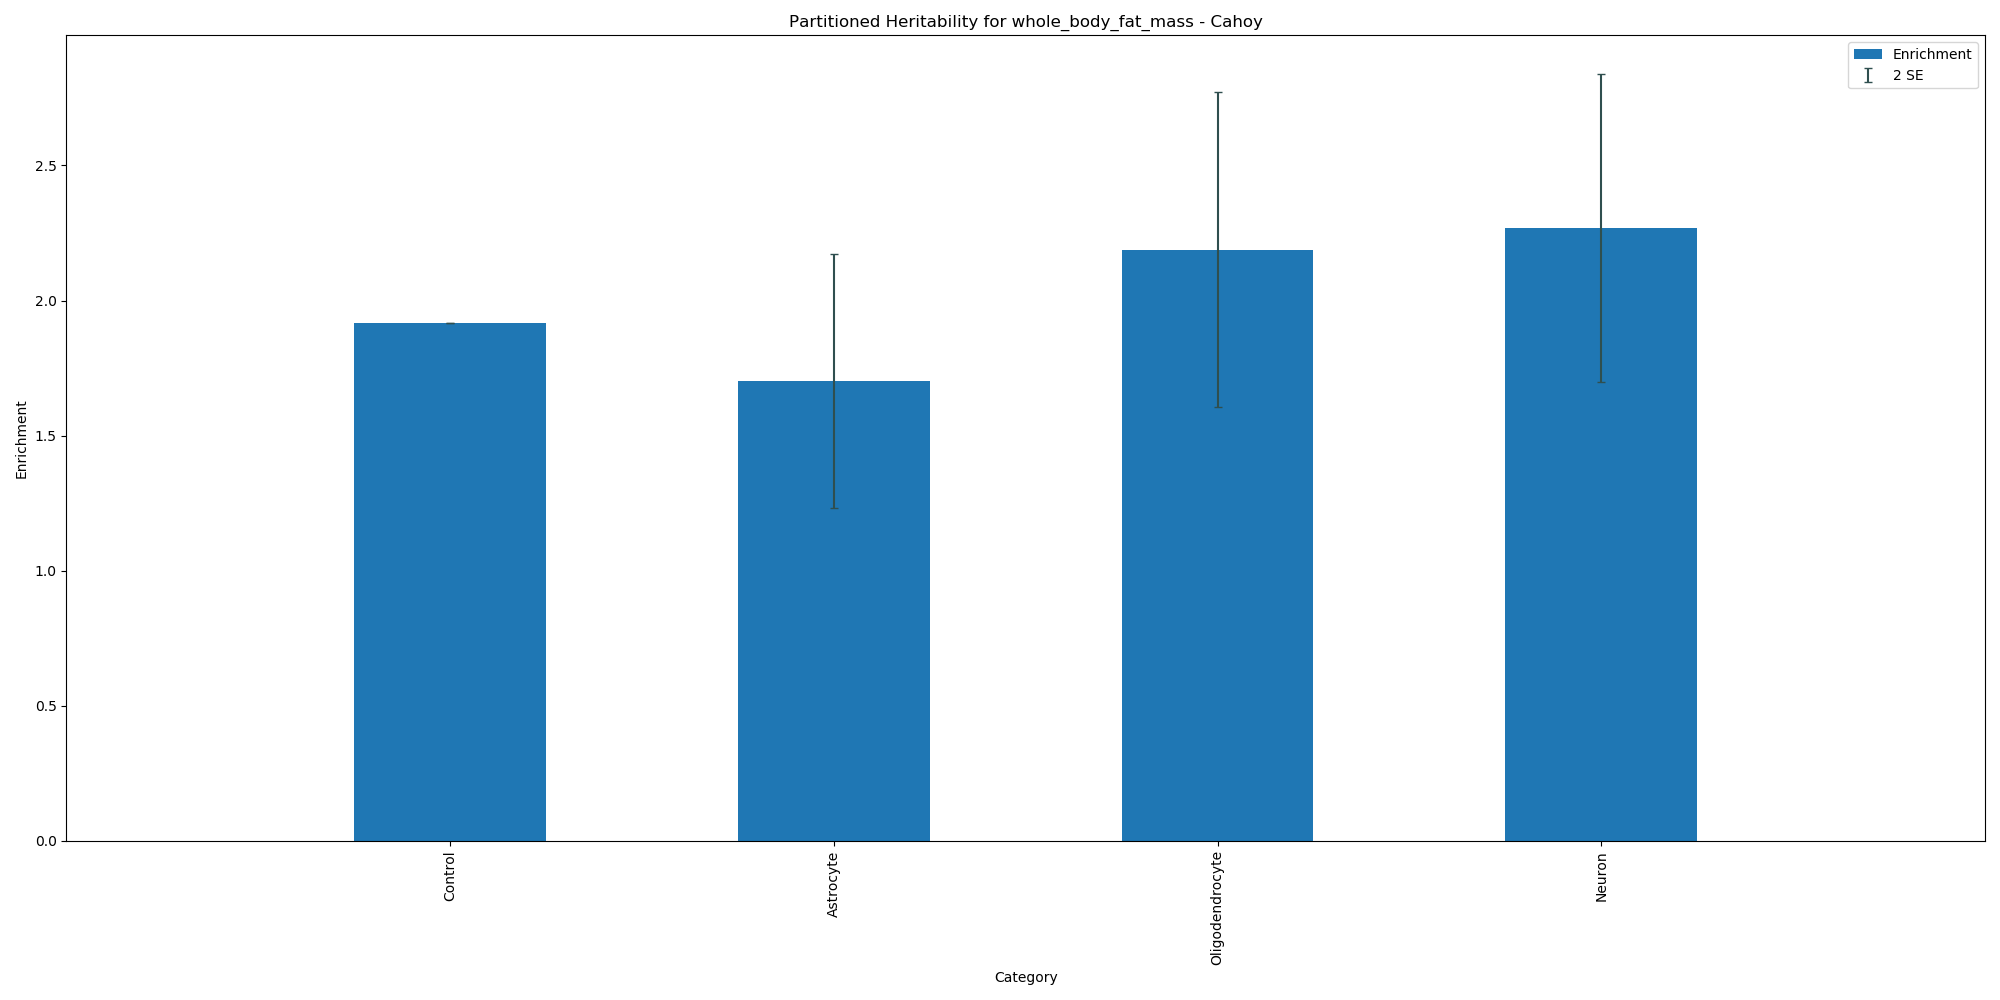 Partitioned Heritability for whole_body_fat_mass - Cahoy
Enrichment
2 SE
2.5
2.0
1.5
1.0
0.5
0.0
Enrichment
Control
Astrocyte
Oligodendrocyte
Neuron
Category